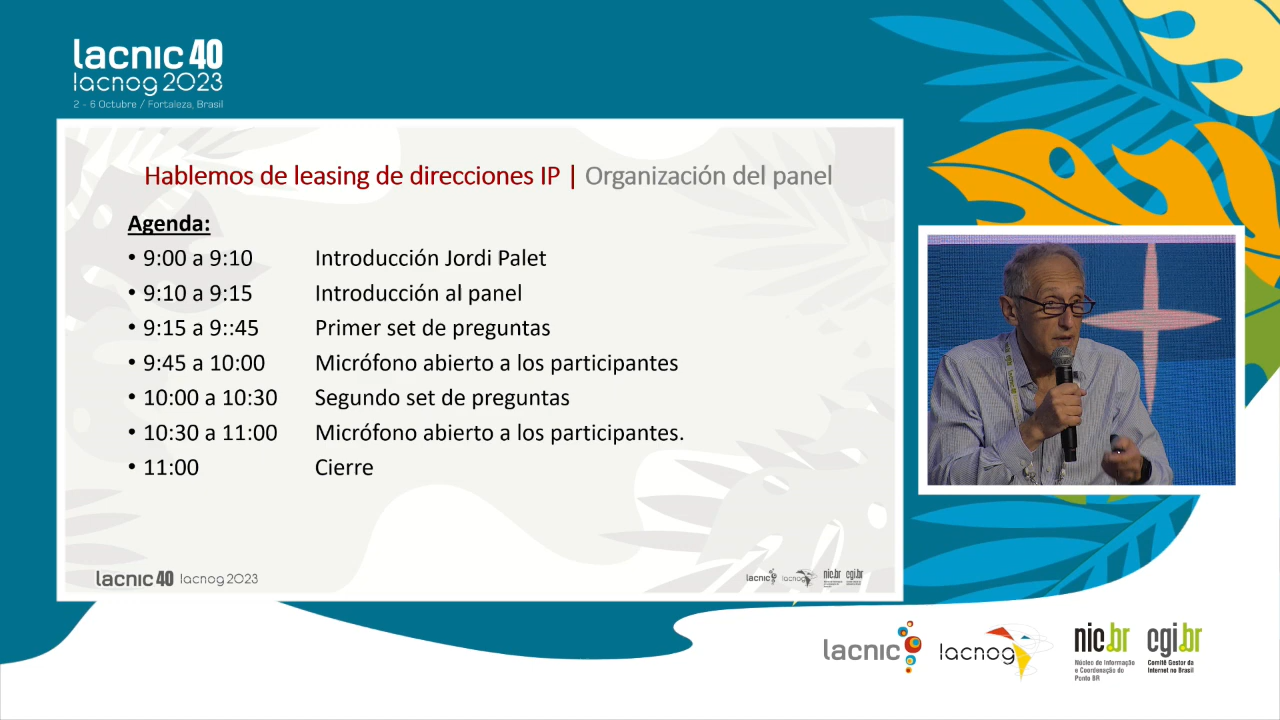 lacnic 40
lacnog 2023
2 - 6 Octubre / Fortaleza, Brasil
Hablemos de leasing de direcciones IP | Organización del panel
Agenda:
• 9:00 a 9:10 Introducción Jordi Palet
• 9:10 a 9:15 Introducción al panel
• 9:15 a 9::45 Primer set de preguntas
• 9:45 a 10:00 Micrófono abierto a los participantes
• 10:00 a 10:30 Segundo set de preguntas
• 10:30 a 11:00 Micrófono abierto a los participantes.
• 11:00 Cierre
lacnic 40 lacnog 2023
lacnic lacnog nic.br cgi.br
lacnic lacnog nic.br cgi.br
Núcleo de Informação
e Coordenação do
Ponto BR
Comitê Gestor da
Internet no Brasil